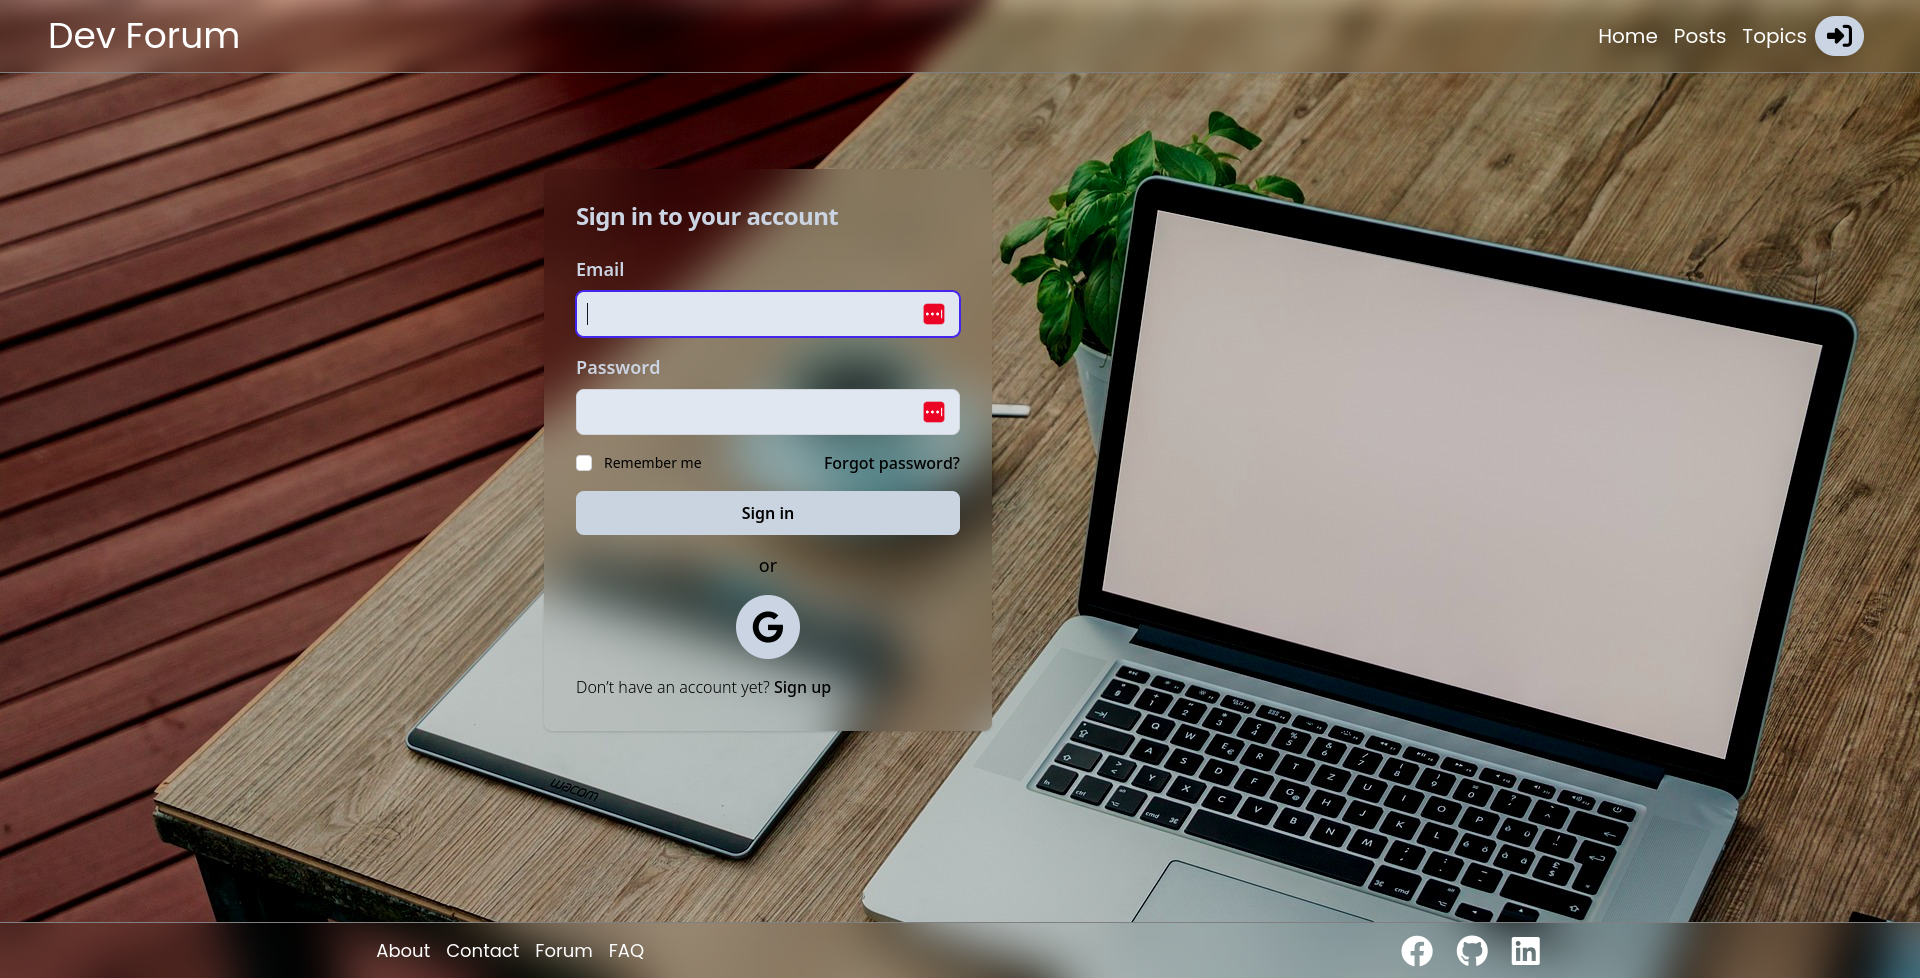 Dev Forum
Home Posts Topics
Sign in to your account
Email
Password
Remember me Forgot password?
Sign in
or
G
Don't have an account yet? Sign up
wacom
About Contact Forum FAQ